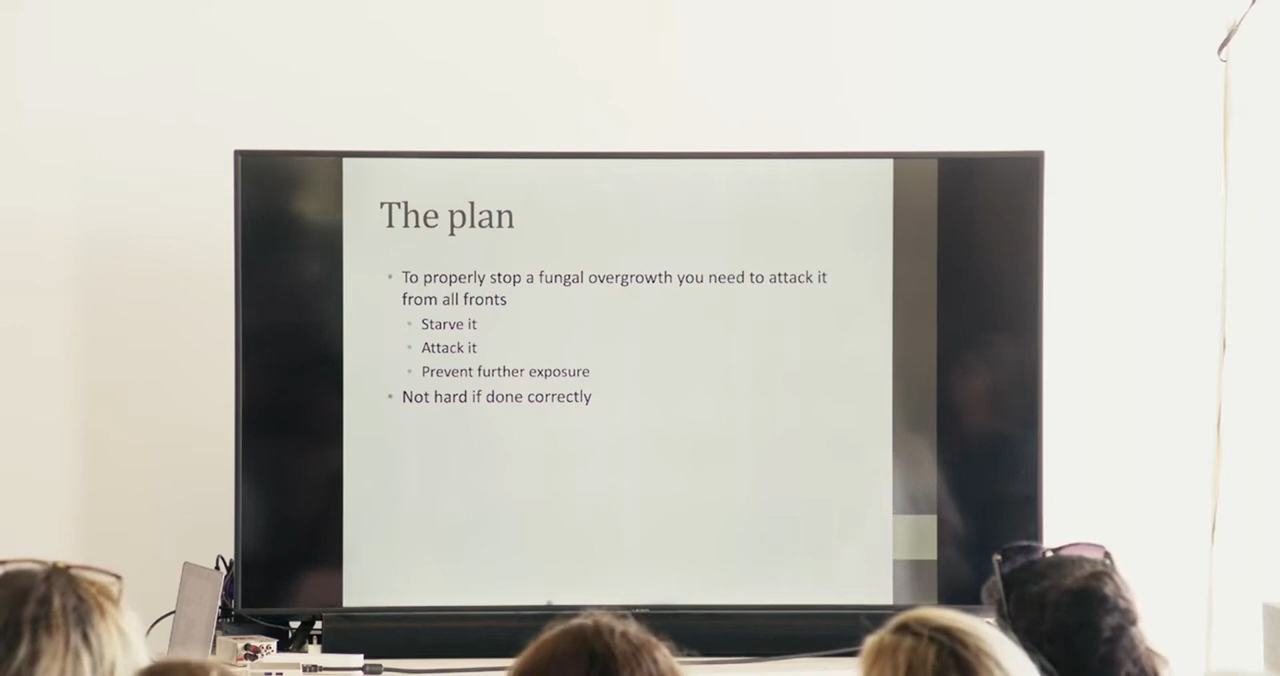 The plan
• To properly stop a fungal overgrowth you need to attack it
from all fronts
• Starve it
• Attack it
• Prevent further exposure
• Not hard if done correctly